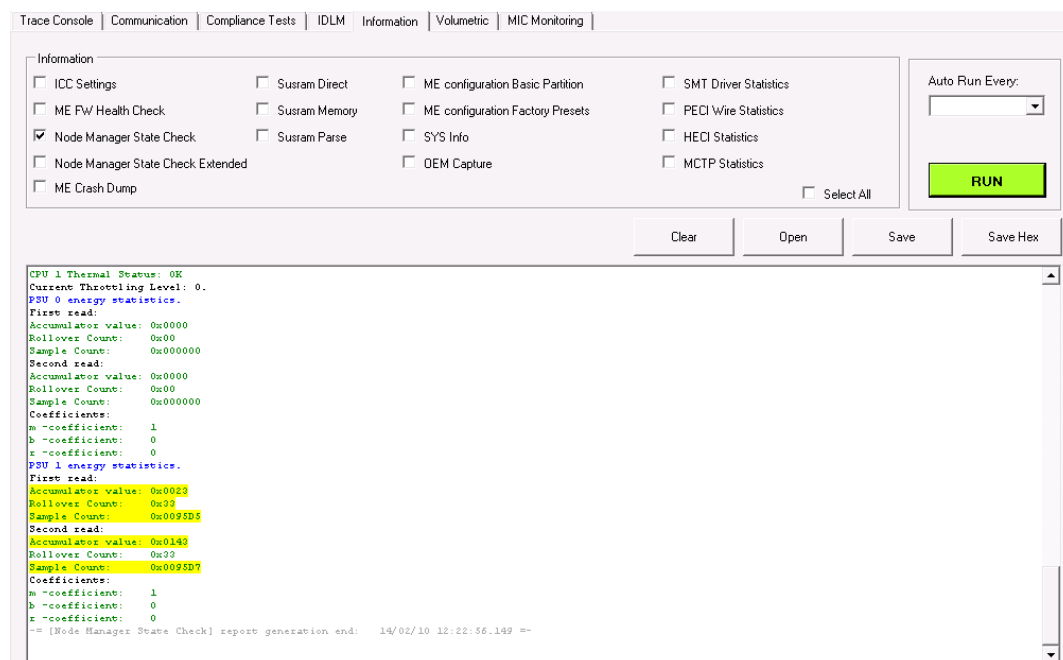 Trace Console | Communication | Compliance Tests | IDLM | Information | Volumetric | MIC Monitoring
Information
ICC Settings
ME FW Health Check
Node Manager State Check
Node Manager State Check Extended
ME Crash Dump
Susram Direct
Susram Memory
Susram Parse
ME configuration Basic Partition
ME configuration Factory Presets
SYS Info
OEM Capture
SMT Driver Statistics
PECI Wire Statistics
HECI Statistics
MCTP Statistics
Select All
Auto Run Every:
RUN
Clear
Open
Save
Save Hex
CPU 1 Thermal Status: OK
Current Throttling Level: 0.
PSU 0 energy statistics.
First read:
Accumulator value: 0x0000
Rollover Count: 0x00
Sample Count: 0x000000
Second read:
Accumulator value: 0x0000
Rollover Count: 0x00
Sample Count: 0x000000
Coefficients:
m -coefficient: 1
b -coefficient: 0
r -coefficient: 0
PSU 1 energy statistics.
First read:
Accumulator value: 0x0023
Rollover Count: 0x33
Sample Count: 0x0095D5
Second read:
Accumulator value: 0x0143
Rollover Count: 0x33
Sample Count: 0x0095D7
Coefficients:
m -coefficient: 1
b -coefficient: 0
r -coefficient: 0
-= [Node Manager State Check] report generation end: 14/02/10 12:22:56.149 =-